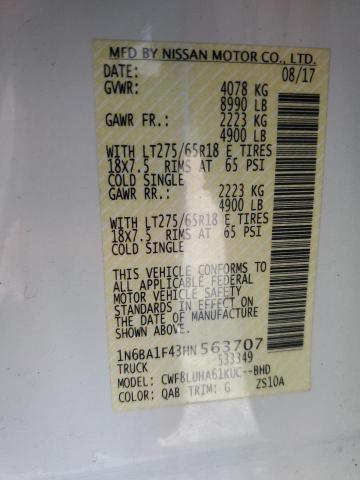 MFD BY NISSAN MOTOR CO., LTD.
DATE: 08/17
GVWR: 4078 KG
8990 LB
GAWR FR.: 2223 KG
4900 LB
WITH LT275/65R18 E TIRES
18X7.5 RIMS AT 65 PSI
COLD SINGLE
GAWR RR.: 2223 KG
4900 LB
WITH LT275/65R18 E TIRES
18X7.5 RIMS AT 65 PSI
COLD SINGLE
THIS VEHICLE CONFORMS TO
ALL APPLICABLE FEDERAL
MOTOR VEHICLE SAFETY
STANDARDS IN EFFECT ON
THE DATE OF MANUFACTURE
SHOWN ABOVE.
1N6BA1F43HN563707
TRUCK 533349
MODEL: CWF8LUHA61KUC--BHD
COLOR: QAB TRIM: G ZS10A